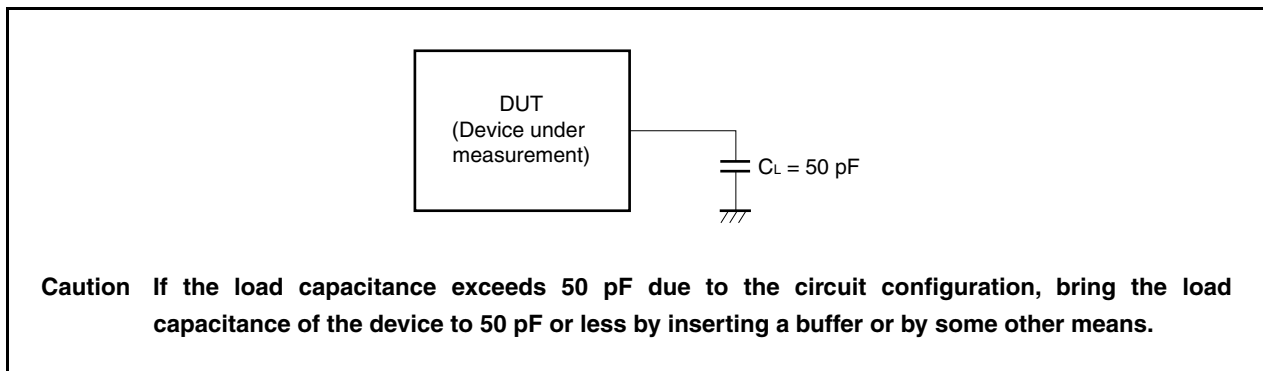 DUT
(Device under
measurement)
CL = 50 pF
Caution If the load capacitance exceeds 50 pF due to the circuit configuration, bring the load
capacitance of the device to 50 pF or less by inserting a buffer or by some other means.